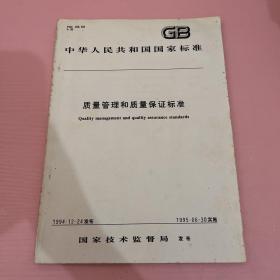 GB
中华人民共和国国家标准
质量管理和质量保证标准
Quality management and quality assurance standards
1994-12-24发布
1995-06-30实施
国家技术监督局 发布